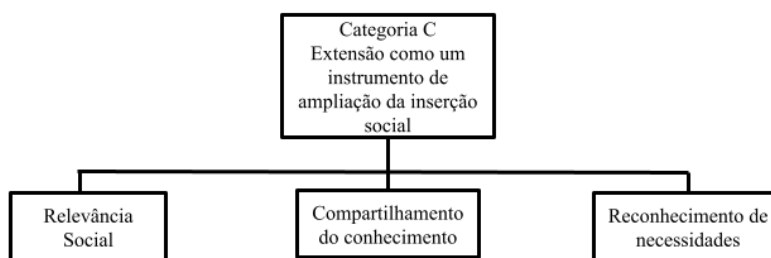 Categoria C
Extensão como um
instrumento de
ampliação da inserção
social
Relevância
Social
Compartilhamento
do conhecimento
Reconhecimento de
necessidades